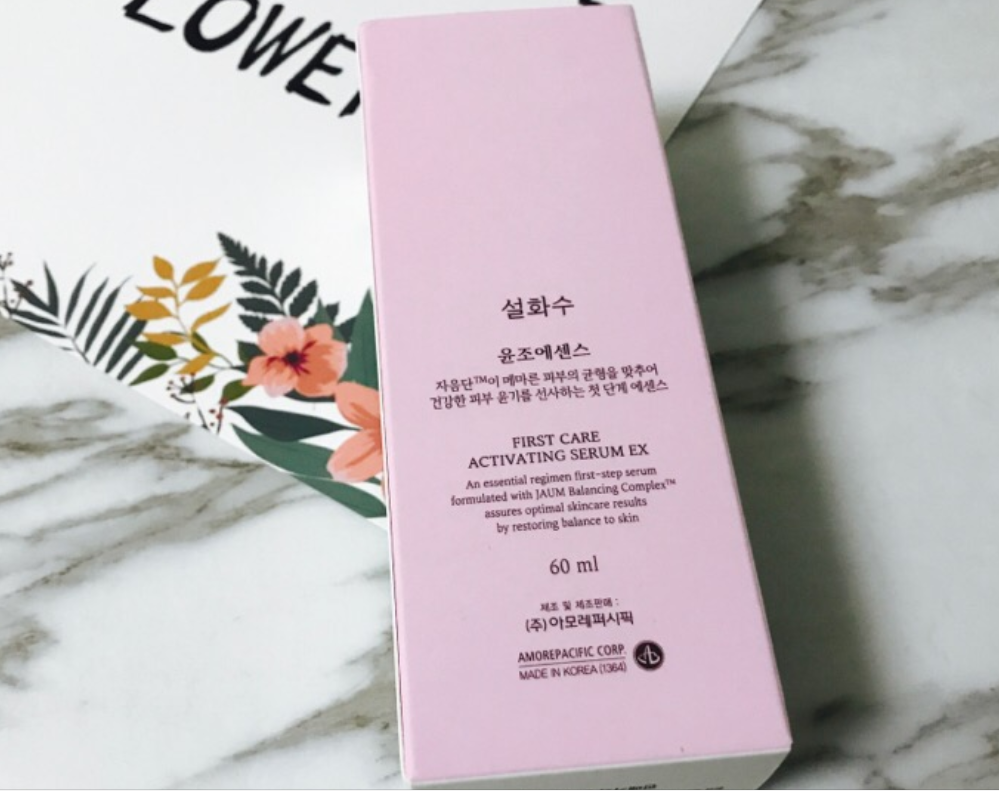 설화수
윤조에센스
자음단™이 메마른 피부의 균형을 맞추어
건강한 피부 윤기를 선사하는 첫 단계 에센스
FIRST CARE
ACTIVATING SERUM EX
An essential regimen first-step serum
formulated with JAUM Balancing Complex™
assures optimal skincare results
by restoring balance to skin
60 ml
제조 및 제조판매 :
(주)아모레퍼시픽
AMOREPACIFIC CORP.
MADE IN KOREA (1364)